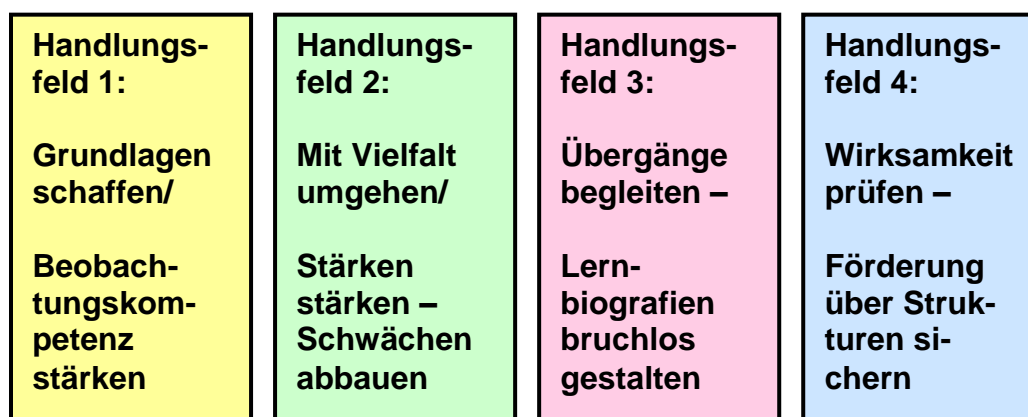 Handlungs-
feld 1:
Grundlagen
schaffen/
Beobach-
tungskom-
petenz
stärken
Handlungs-
feld 2:
Mit Vielfalt
umgehen/
Stärken
stärken –
Schwächen
abbauen
Handlungs-
feld 3:
Übergänge
begleiten –
Lern-
biografien
bruchlos
gestalten
Handlungs-
feld 4:
Wirksamkeit
prüfen –
Förderung
über Struk-
turen si-
chern